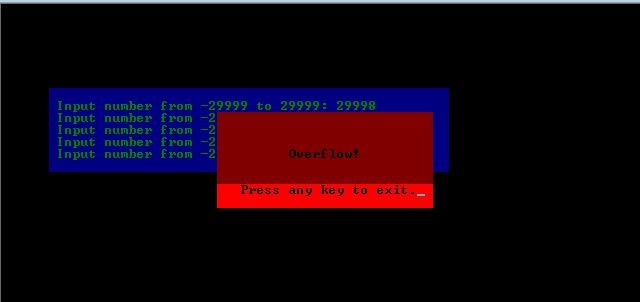 Input number from -29999 to 29999: 29998
Input number from -2
Input number from -2
Input number from -2
Input number from -2
Overflow!
Press any key to exit._